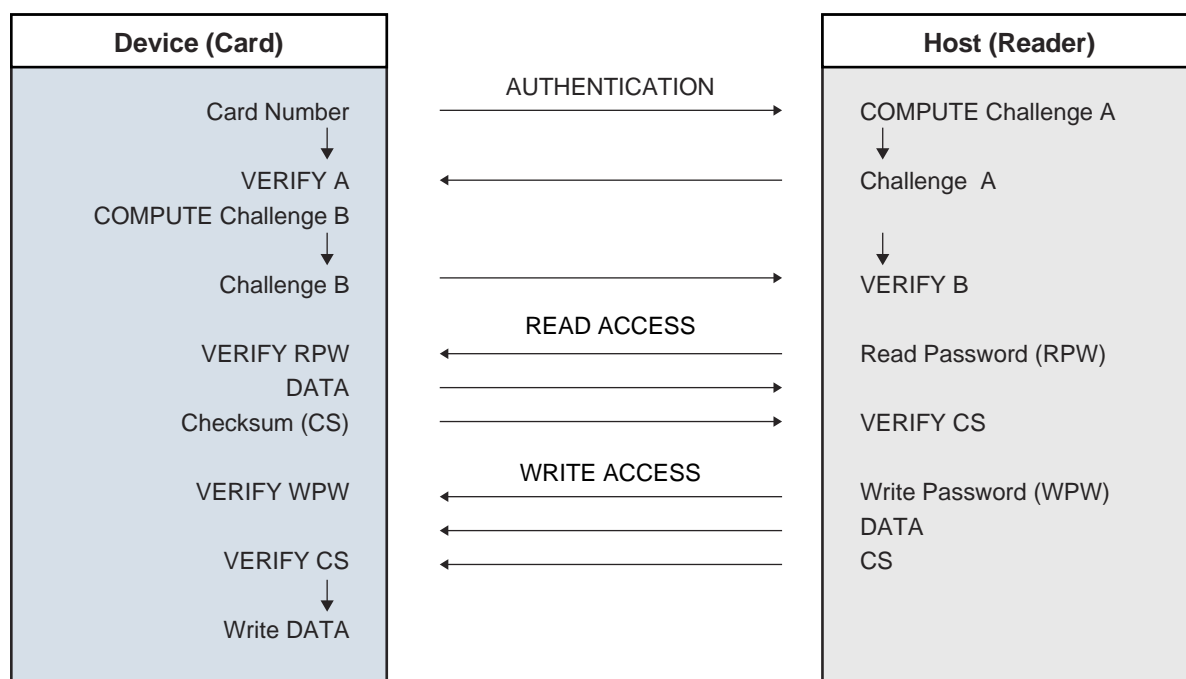 Device (Card)
Host (Reader)
AUTHENTICATION
Card Number
COMPUTE Challenge A
VERIFY A
Challenge A
COMPUTE Challenge B
Challenge B
VERIFY B
READ ACCESS
VERIFY RPW
Read Password (RPW)
DATA
Checksum (CS)
VERIFY CS
WRITE ACCESS
VERIFY WPW
Write Password (WPW)
DATA
VERIFY CS
CS
Write DATA